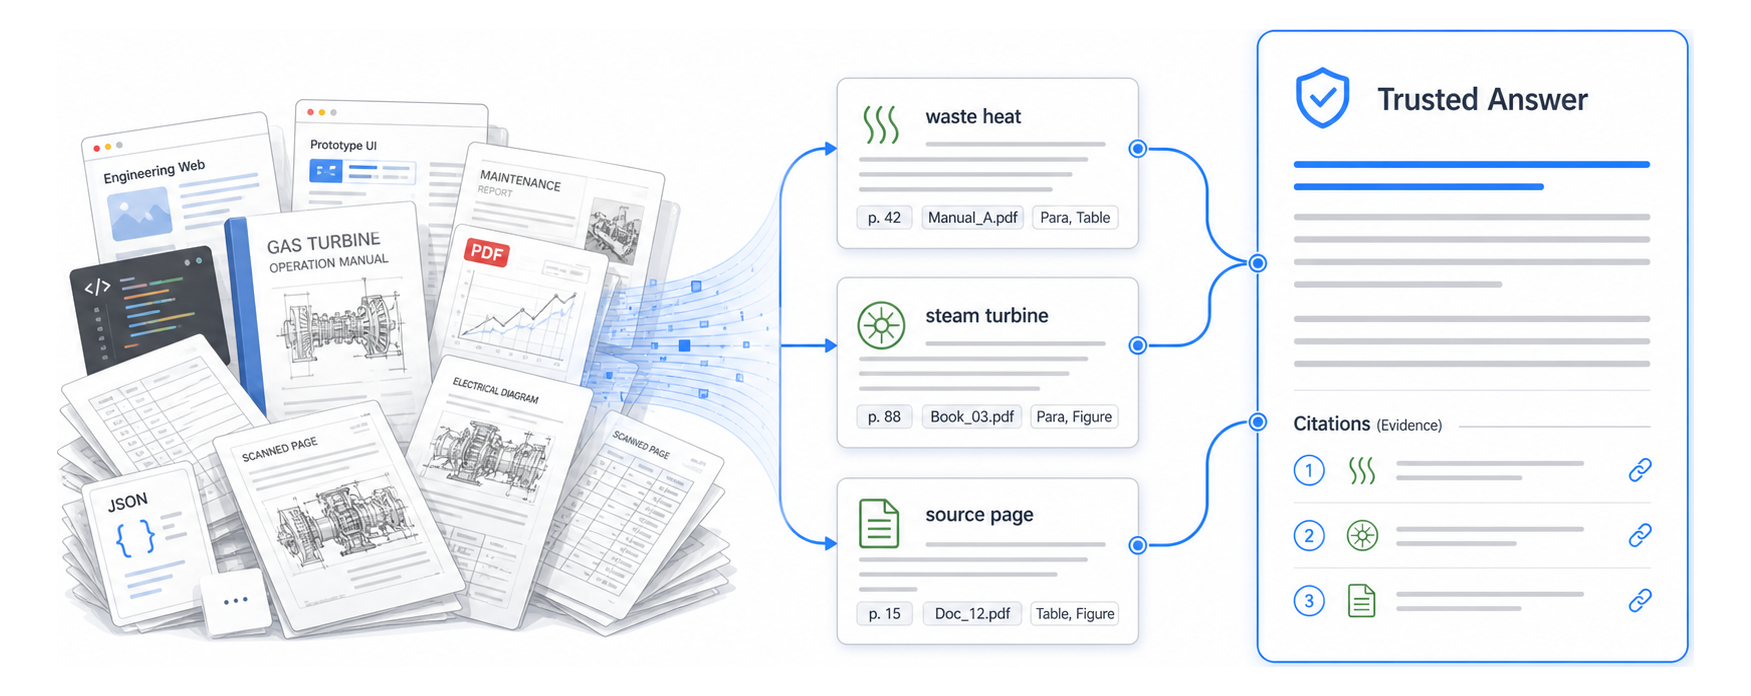 Engineering Web
Prototype UI
MAINTENANCE
REPORT
</>
GAS TURBINE
OPERATION MANUAL
PDF
ELECTRICAL DIAGRAM
SCANNED PAGE
SCANNED PAGE
JSON
{ }
waste heat
p. 42
Manual_A.pdf
Para, Table
steam turbine
p. 88
Book_03.pdf
Para, Figure
source page
p. 15
Doc_12.pdf
Table, Figure
Trusted Answer
Citations (Evidence)
1
2
3